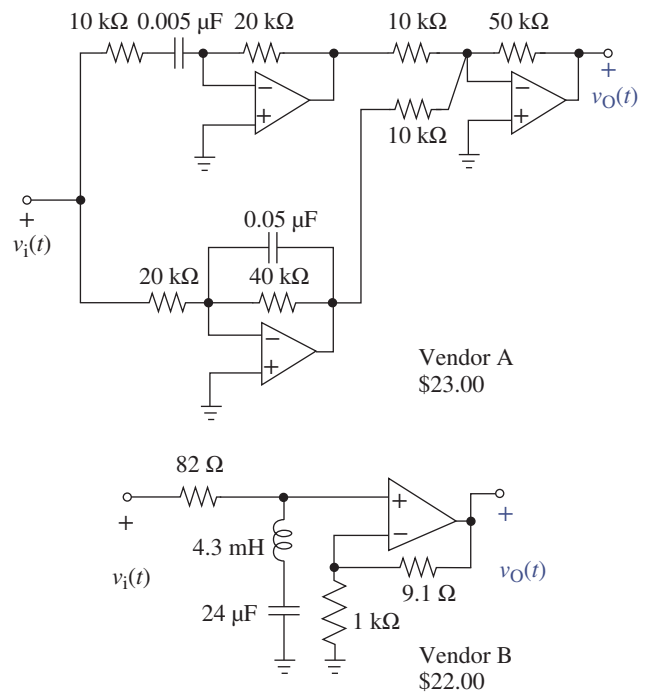 10 kΩ 0.005 μF 20 kΩ 10 kΩ 50 kΩ
−
+
−
+
+
vO(t)
10 kΩ
+
vi(t)
0.05 μF
20 kΩ 40 kΩ
−
+
Vendor A
$23.00
82 Ω
+
−
+
+
4.3 mH
vi(t)
vO(t)
9.1 Ω
24 μF
1 kΩ
Vendor B
$22.00